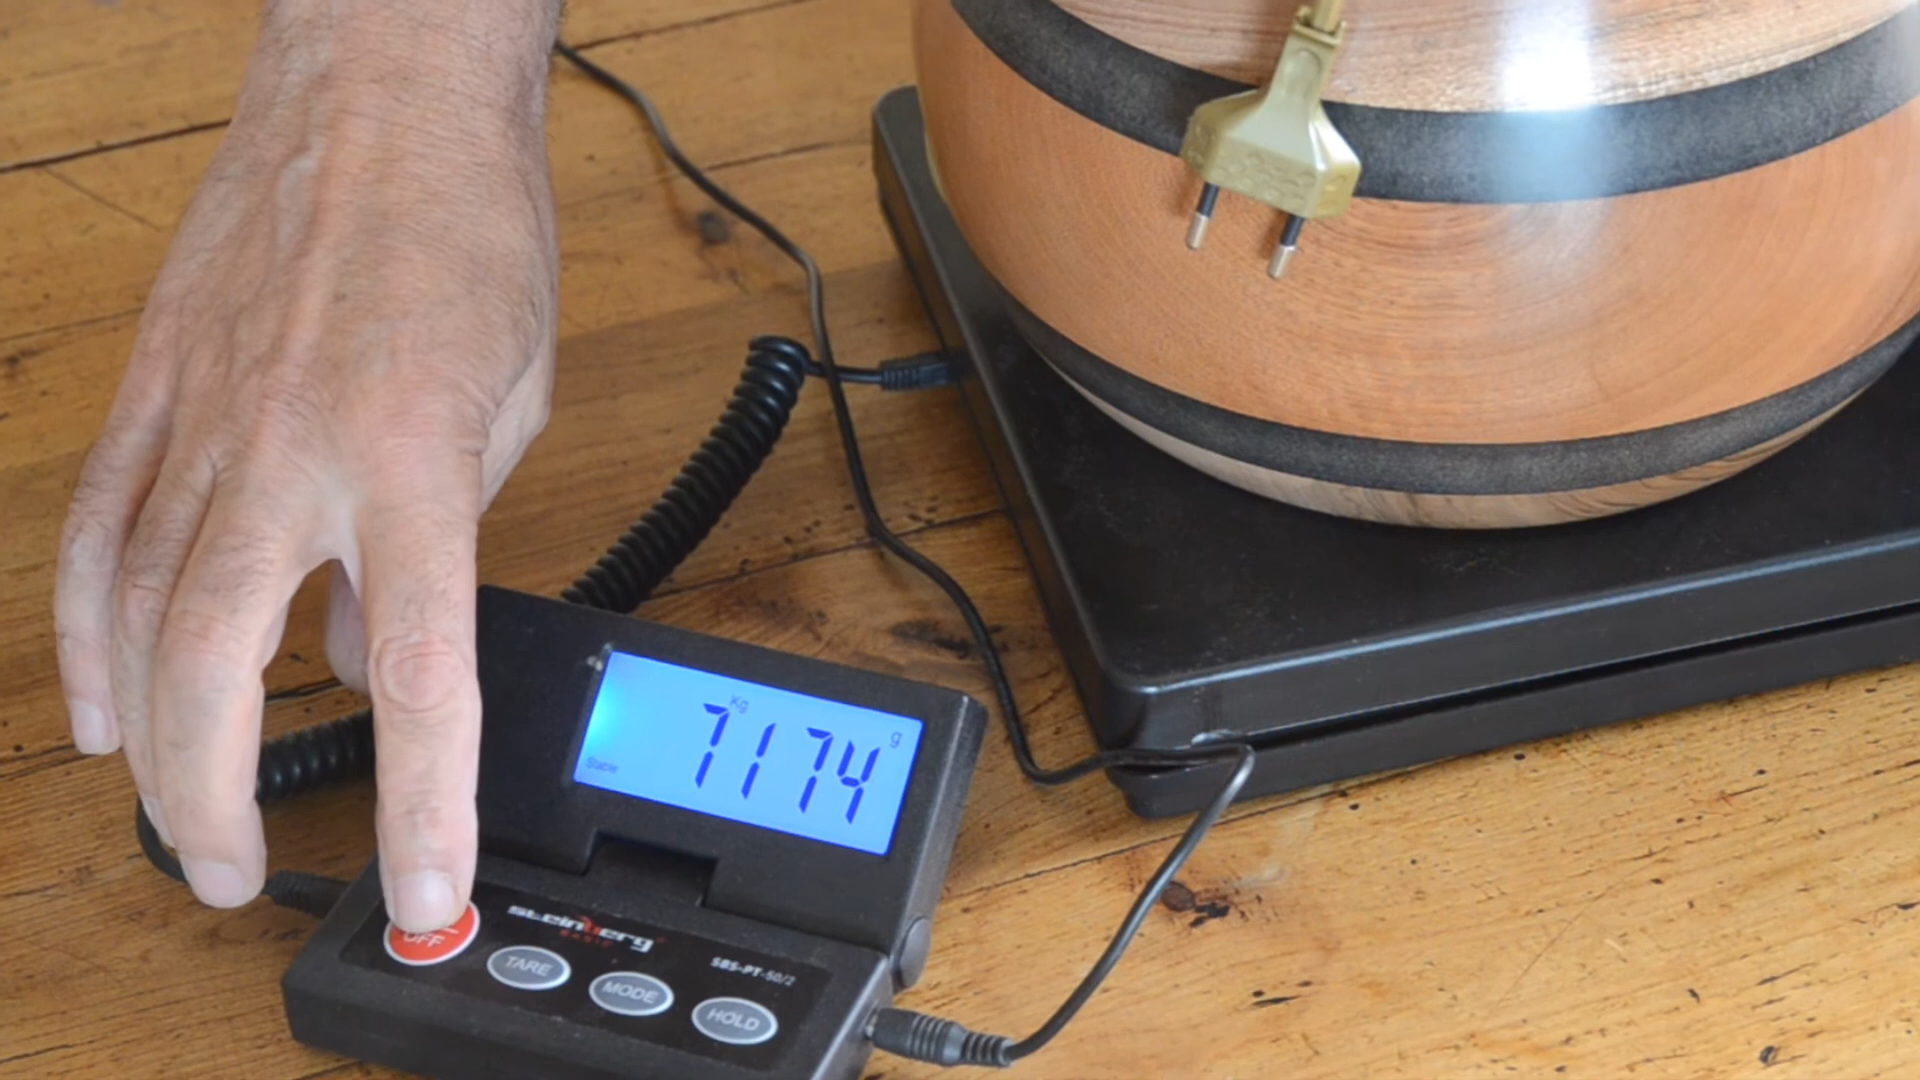 Kg
7174 g
Stable
OFF
steinberg
BASIC
SBS-PT-50/2
TARE
MODE
HOLD